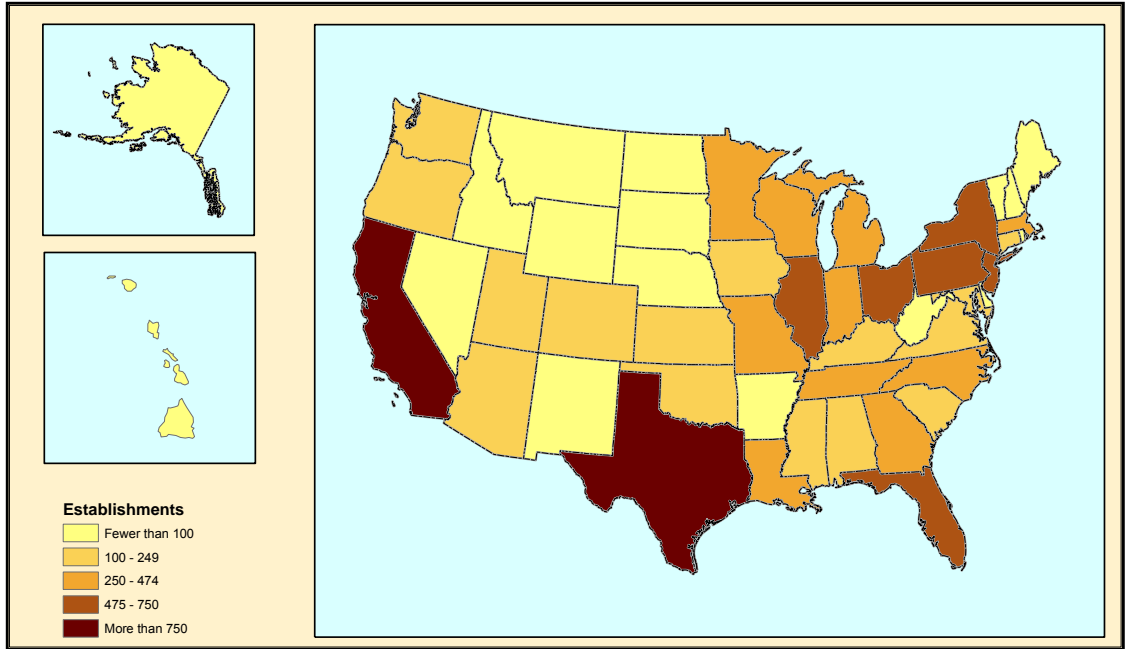 Establishments
Fewer than 100
100 - 249
250 - 474
475 - 750
More than 750